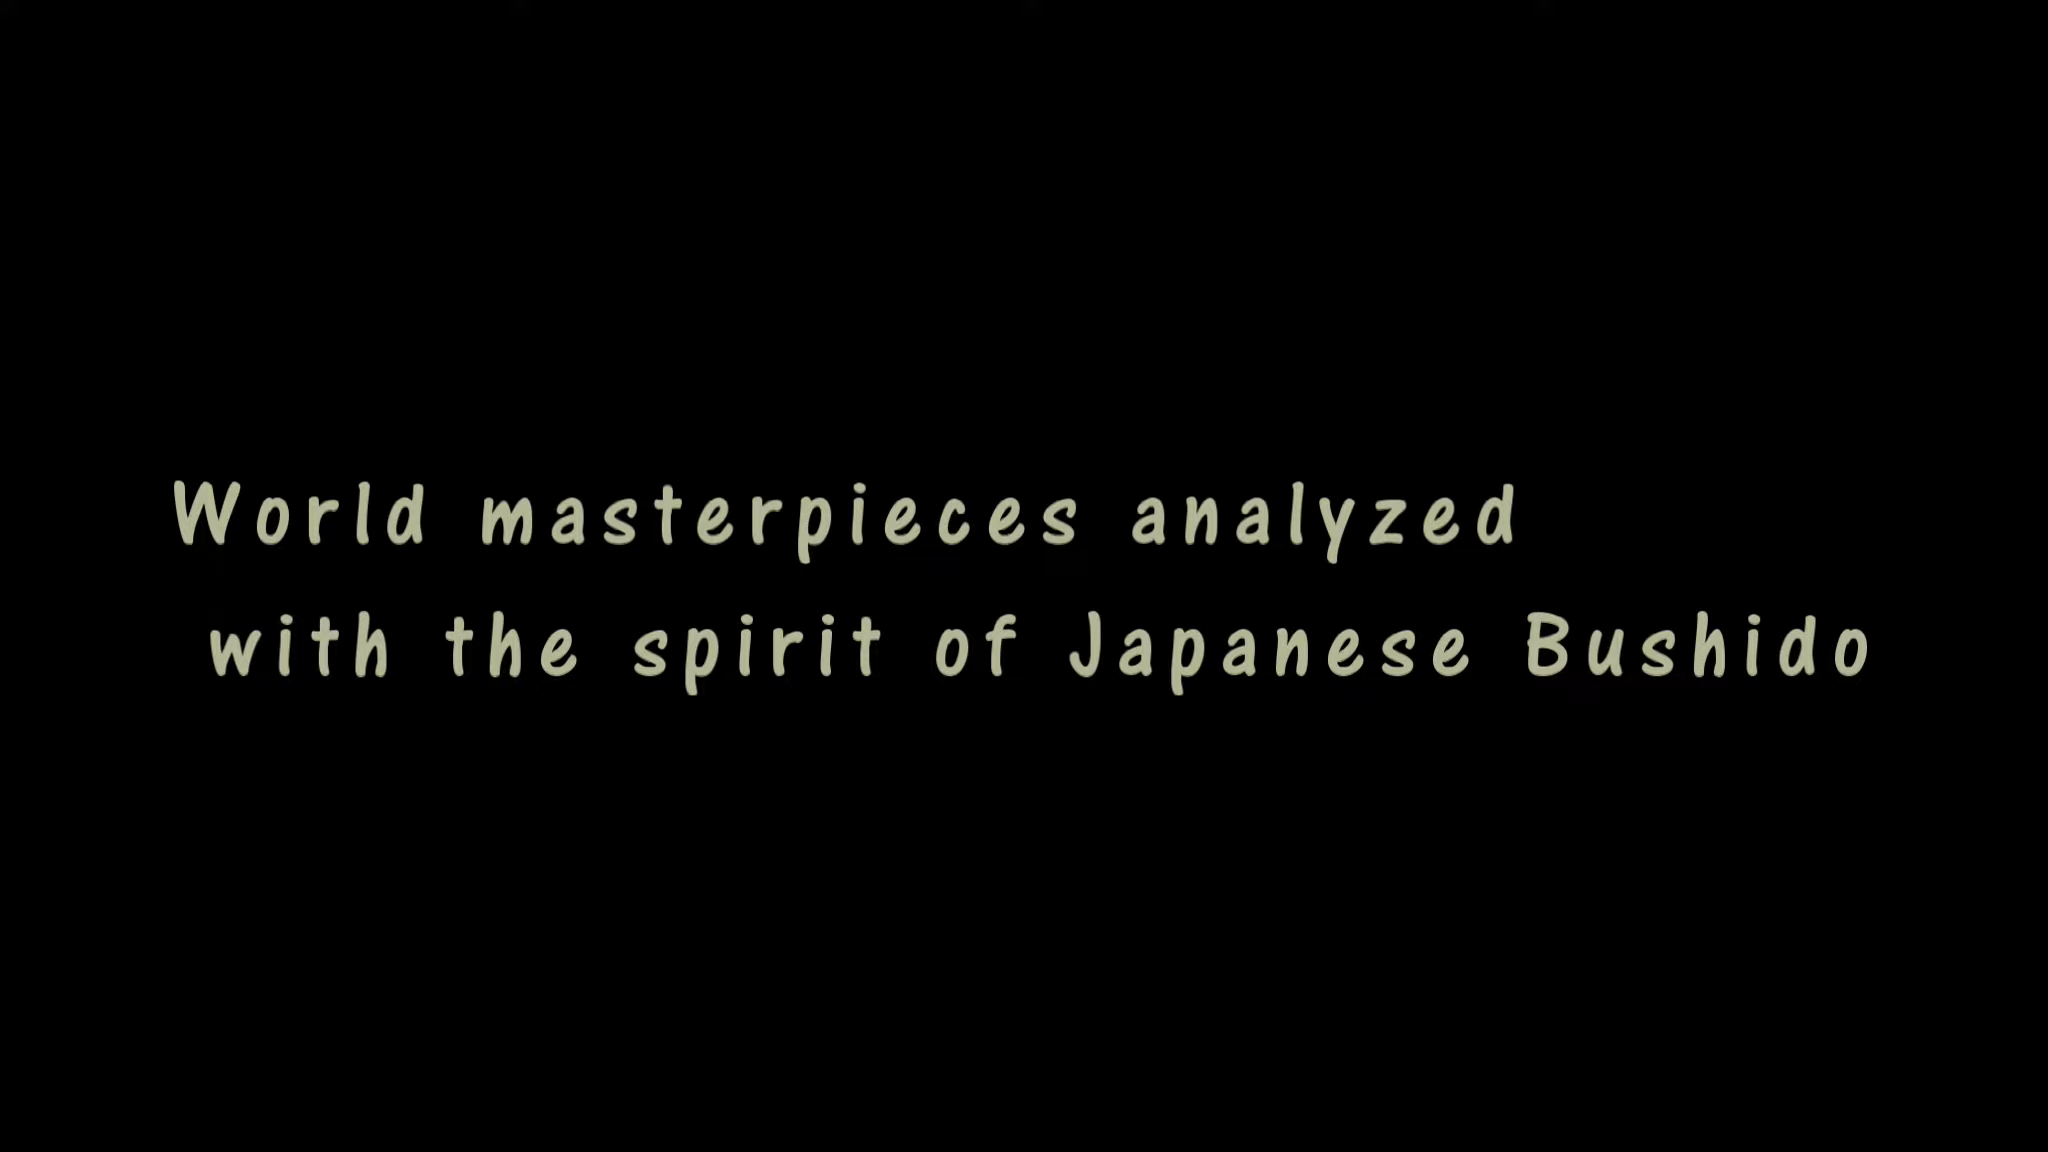 World masterpieces analyzed
with the spirit of Japanese Bushido